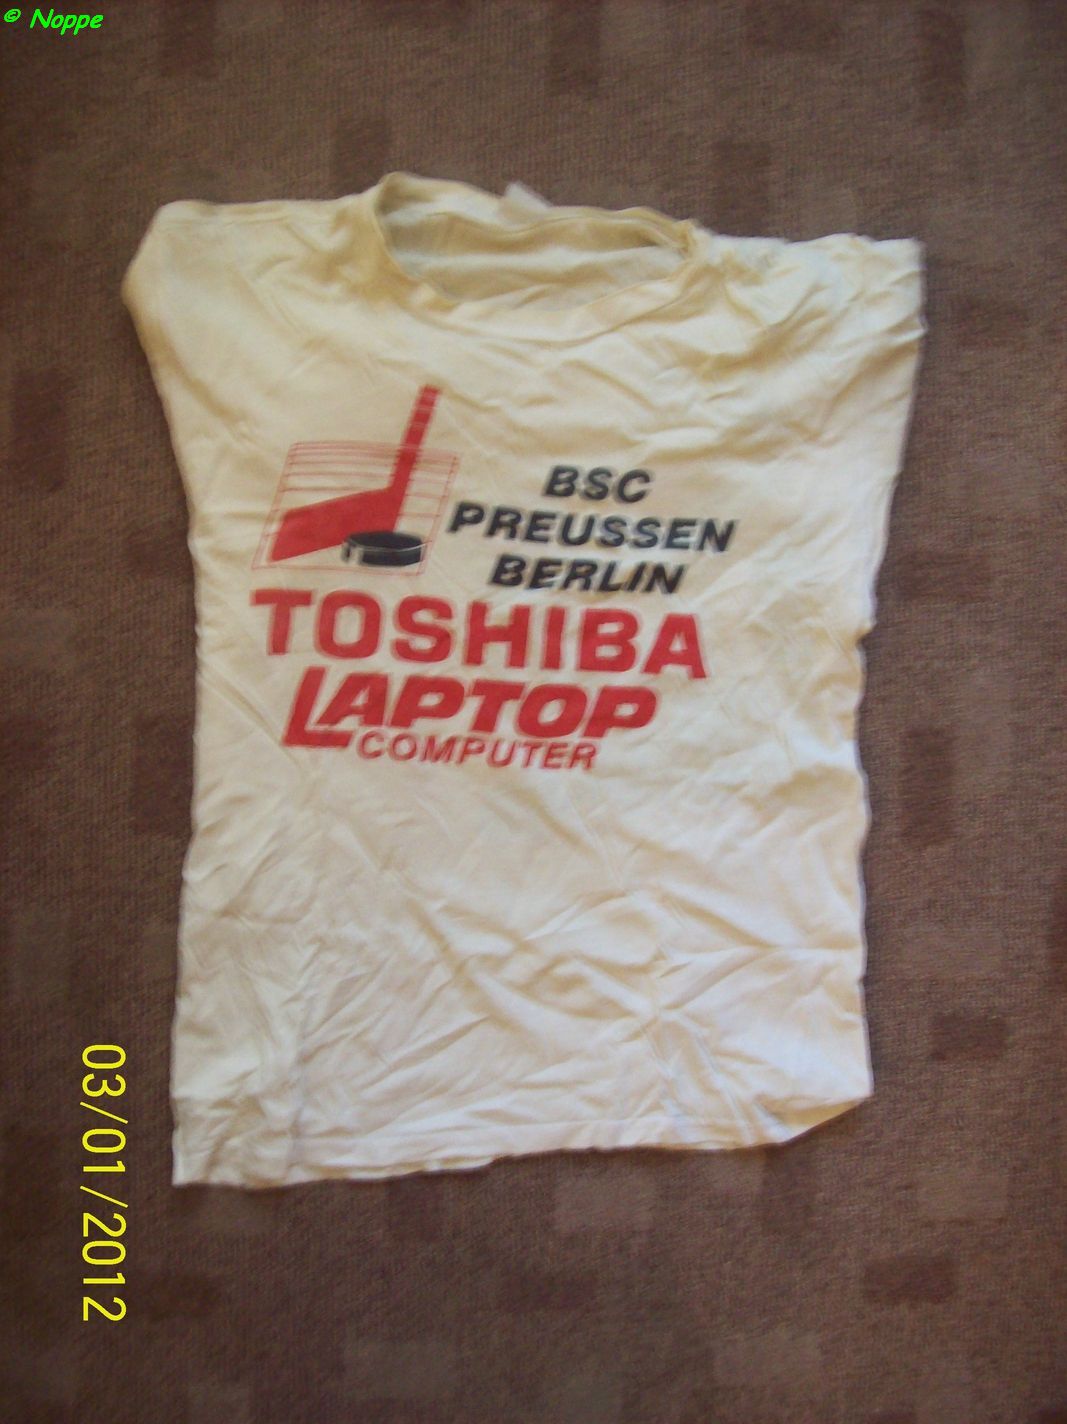 © Noppe
BSC
PREUSSEN
BERLIN
TOSHIBA
LAPTOP
COMPUTER
03/01/2012